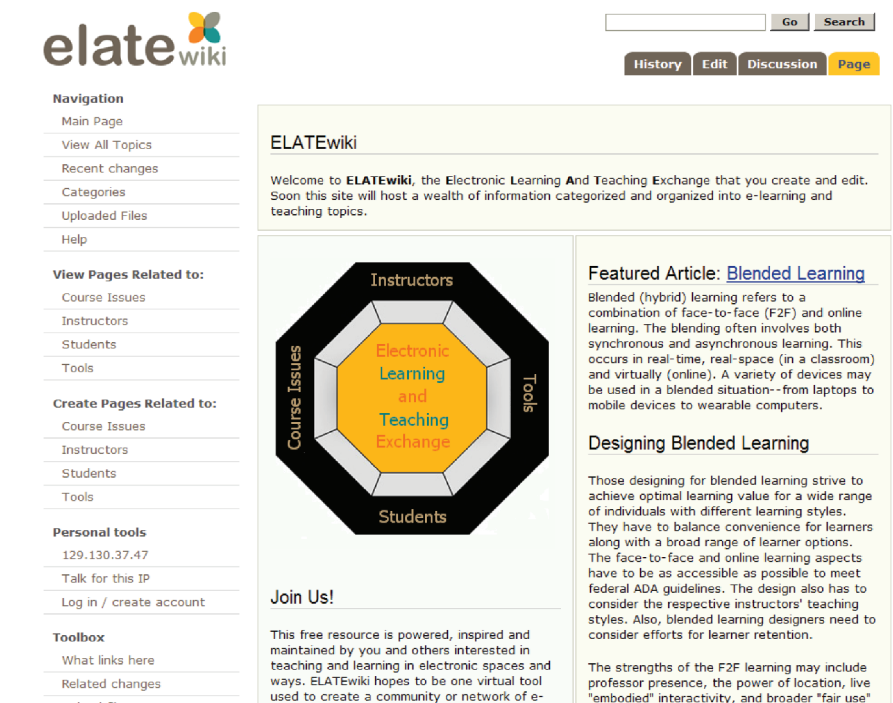 elate wiki
Go Search
History Edit Discussion Page
Navigation
Main Page
View All Topics
Recent changes
Categories
Uploaded Files
Help
View Pages Related to:
Course Issues
Instructors
Students
Tools
Create Pages Related to:
Course Issues
Instructors
Students
Tools
Personal tools
129.130.37.47
Talk for this IP
Log in / create account
Toolbox
What links here
Related changes
ELATEwiki
Welcome to ELATEwiki, the Electronic Learning And Teaching Exchange that you create and edit.
Soon this site will host a wealth of information categorized and organized into e-learning and
teaching topics.
Instructors
Course Issues
Electronic
Learning
and
Teaching
Exchange
Tools
Students
Join Us!
This free resource is powered, inspired and
maintained by you and others interested in
teaching and learning in electronic spaces and
ways. ELATEwiki hopes to be one virtual tool
used to create a community or network of e-
Featured Article: Blended Learning
Blended (hybrid) learning refers to a
combination of face-to-face (F2F) and online
learning. The blending often involves both
synchronous and asynchronous learning. This
occurs in real-time, real-space (in a classroom)
and virtually (online). A variety of devices may
be used in a blended situation--from laptops to
mobile devices to wearable computers.
Designing Blended Learning
Those designing for blended learning strive to
achieve optimal learning value for a wide range
of individuals with different learning styles.
They have to balance convenience for learners
along with a broad range of learner options.
The face-to-face and online learning aspects
have to be as accessible as possible to meet
federal ADA guidelines. The design also has to
consider the respective instructors' teaching
styles. Also, blended learning designers need to
consider efforts for learner retention.
The strengths of the F2F learning may include
professor presence, the power of location, live
"embodied" interactivity, and broader "fair use"